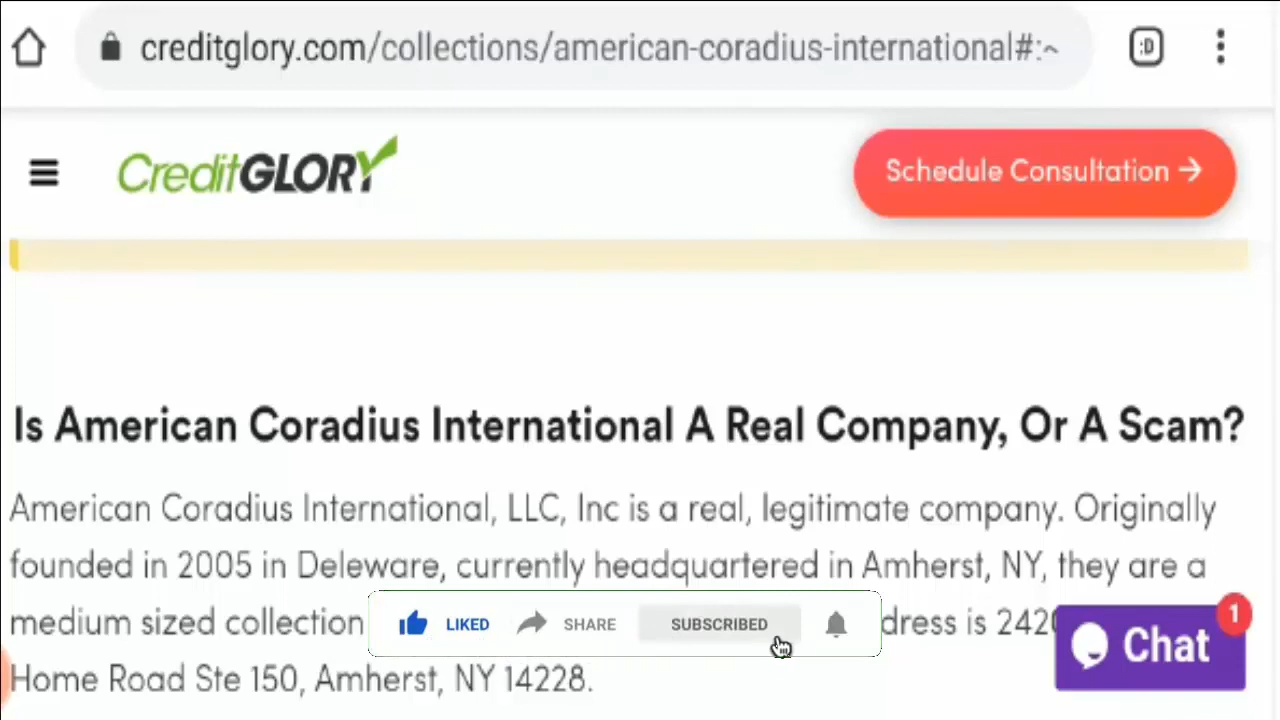 creditglory.com/collections/american-coradius-international#:~
:D
CreditGLORY
Schedule Consultation →
Is American Coradius International A Real Company, Or A Scam?
American Coradius International, LLC, Inc is a real, legitimate company. Originally
founded in 2005 in Deleware, currently headquartered in Amherst, NY, they are a
medium sized collection dress is 242
LIKED SHARE SUBSCRIBED
Chat 1
Home Road Ste 150, Amherst, NY 14228.